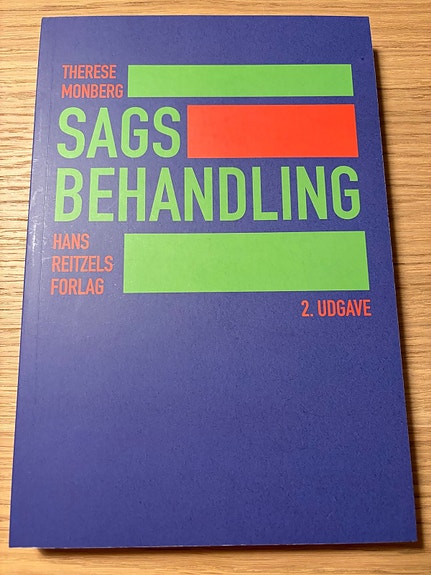 THERESE
MONBERG
SAGS
BEHANDLING
HANS
REITZELS
FORLAG
2. UDGAVE